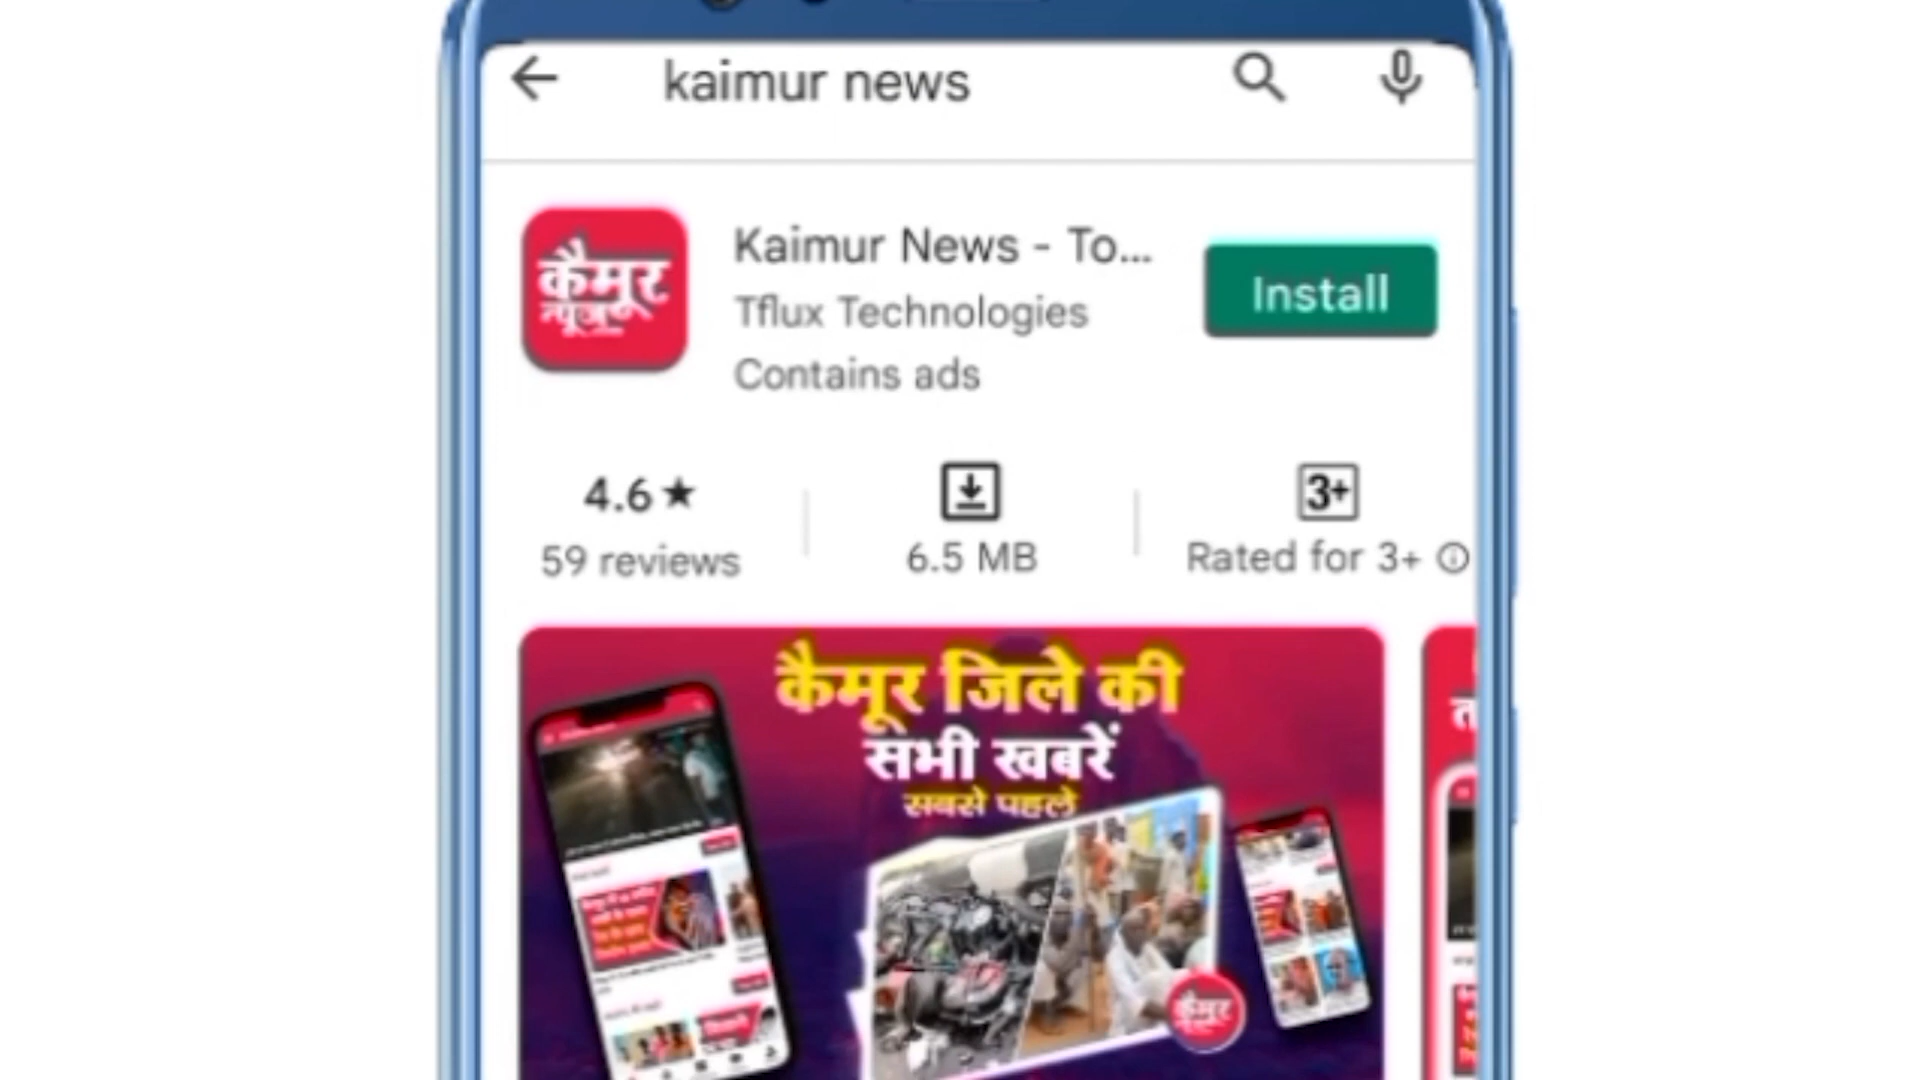 kaimur news
कैमूर
न्यूज
Kaimur News - To...
Tflux Technologies
Contains ads
Install
4.6★
59 reviews
6.5 MB
3+
Rated for 3+
कैमूर जिले की
सभी खबरें
सबसे पहले
कैमूर
त